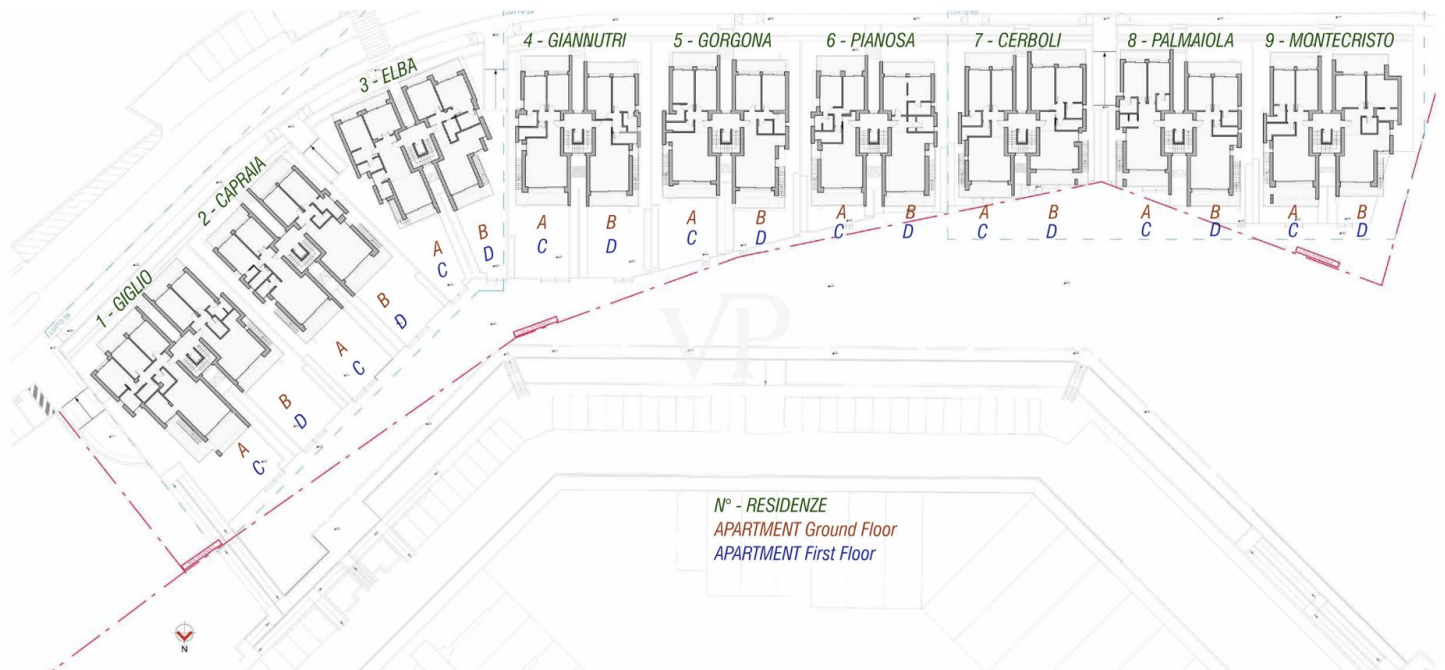 4 - GIANNUTRI
5 - GORGONA
6 - PIANOSA
7 - CERBOLI
8 - PALMAIOLA
9 - MONTECRISTO
3 - ELBA
2 - CAPRAIA
1 - GIGLIO
A B
C D
A B
C D
A B
C D
A B
C D
A B
C D
A B
C D
A B
C D
A B
C D
A B
C D
VP
N° - RESIDENZE
APARTMENT Ground Floor
APARTMENT First Floor
N